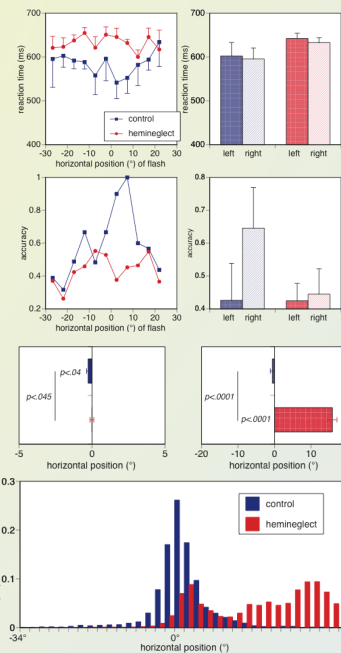 700
600
500
400
reaction time (ms)
control
hemineglect
-30 -20 -10 0 10 20 30
horizontal position (°) of flash
700
600
500
400
reaction time (ms)
left right left right
1
0.8
0.6
0.4
0.2
accuracy
-30 -20 -10 0 10 20 30
horizontal position (°) of flash
0.8
0.7
0.6
0.5
0.4
accuracy
left right left right
p<.04
p<.045
-5 0 5
horizontal position (°)
p<.0001
p<.0001
-20 -10 0 10
horizontal position (°)
0.3
0.2
0.1
0
control
hemineglect
-34° 0°
horizontal position (°)